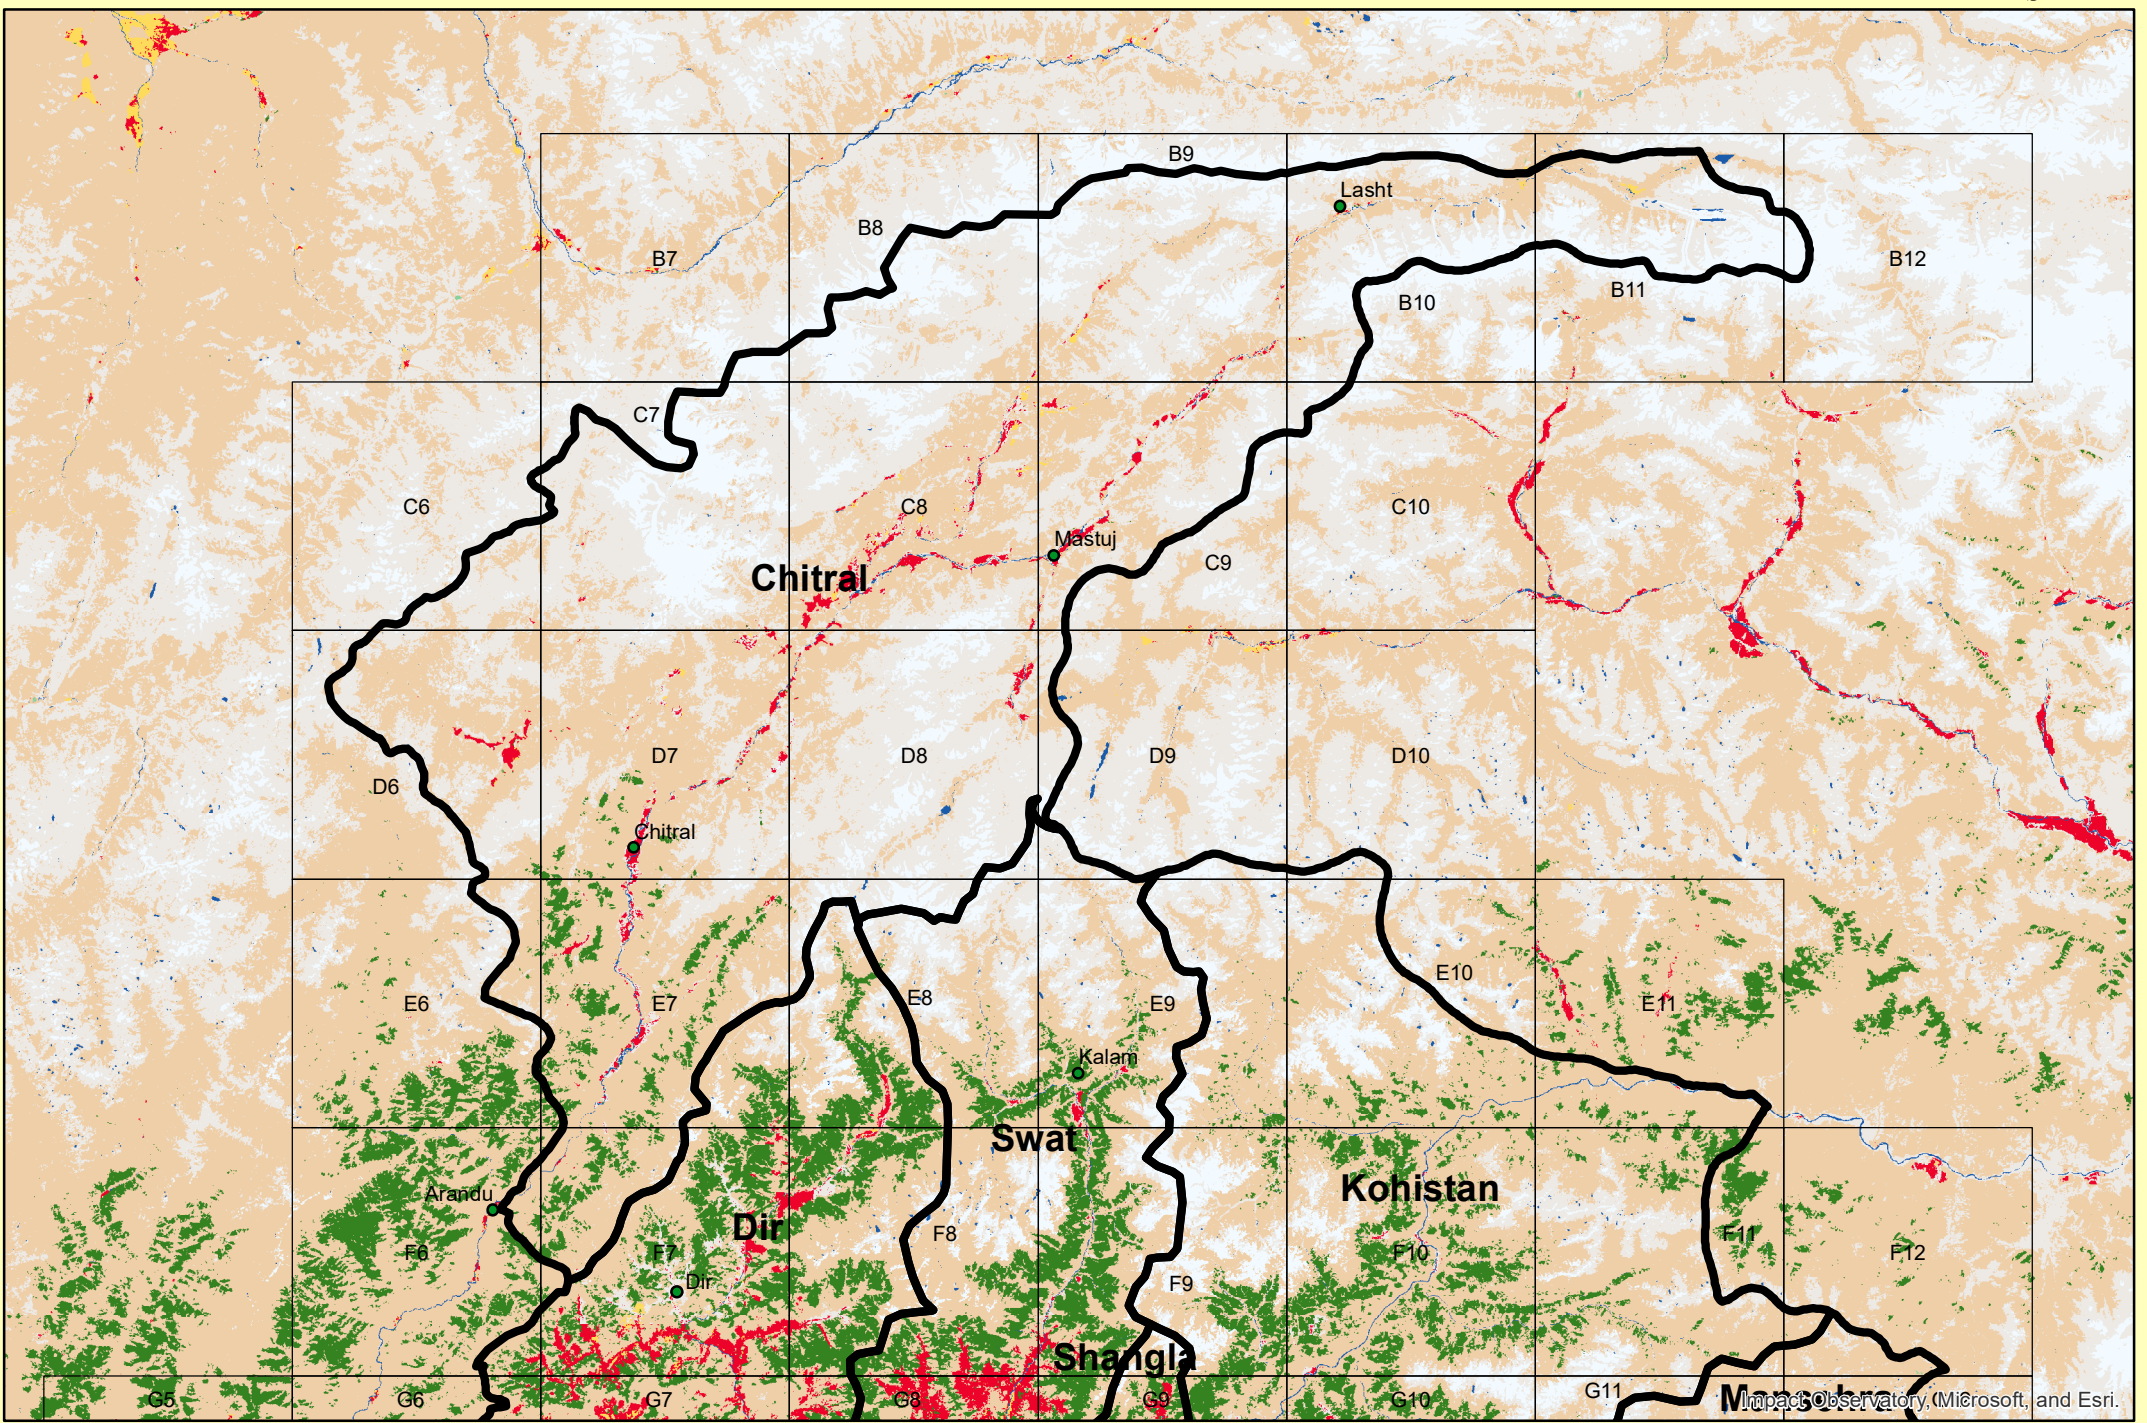 B9
Lasht
B8
B7
B12
B11
B10
C7
C6
C8
C10
Mastuj
C9
Chitral
D7
D8
D9
D10
D6
Chitral
E10
E8
E6
E7
E9
E11
Kalam
Swat
Kohistan
Arandu
Dir
F8
F11
F6
F7
F10
F12
Dir
F9
Shangla
G11
G5
G6
G7
G8
G9
G10
Mansehra
Impact Observatory, Microsoft, and Esri.